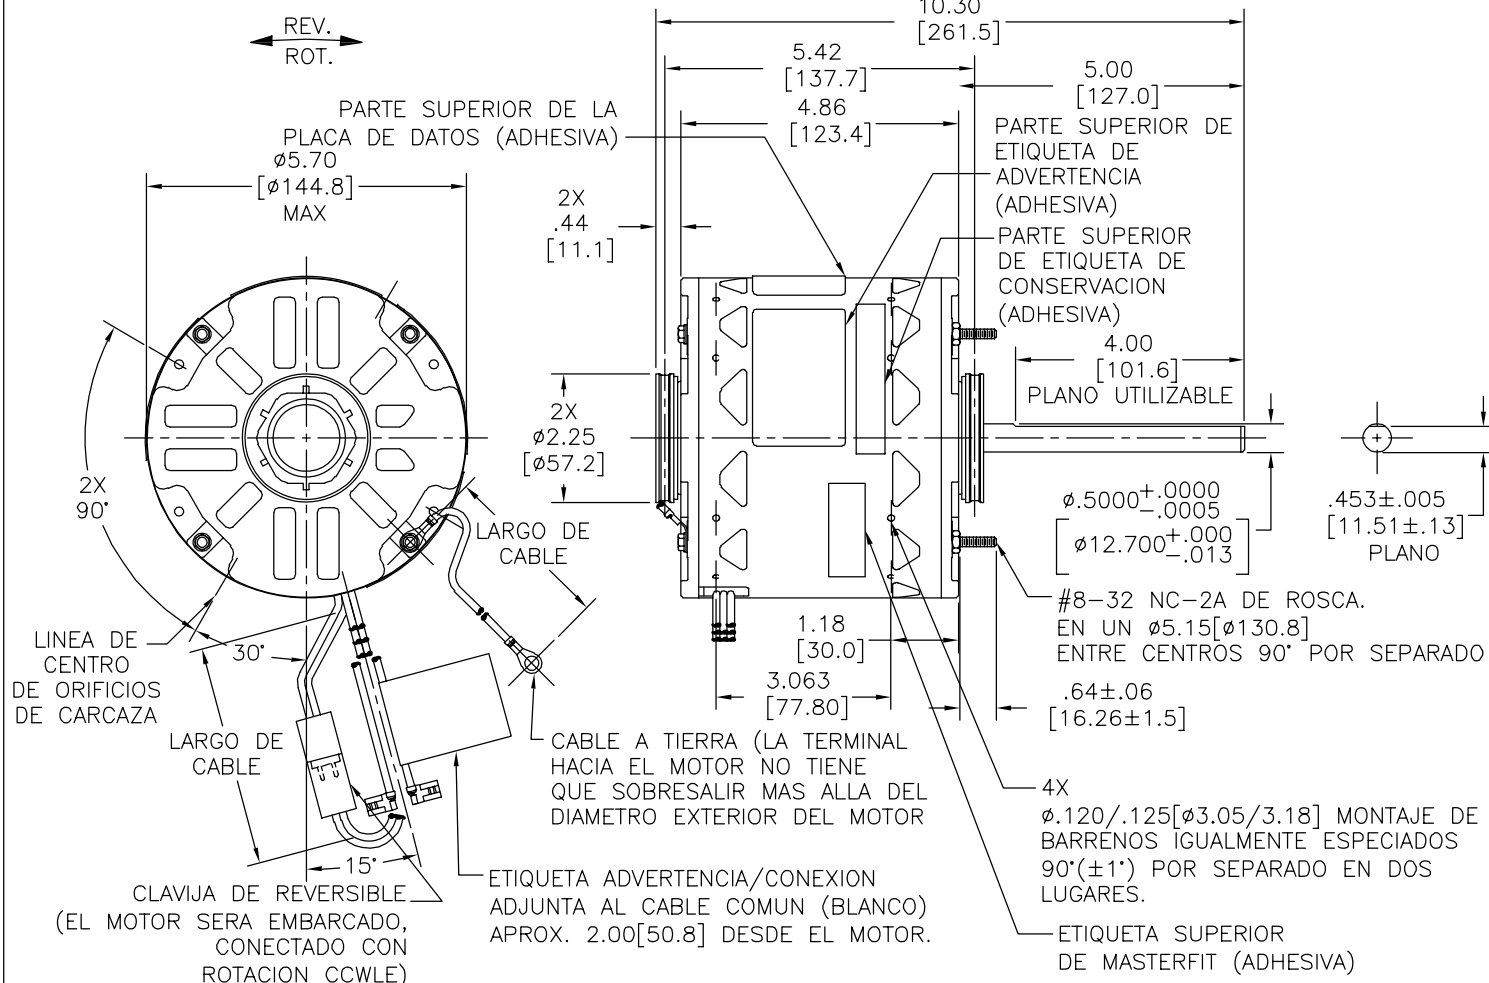 REV.
ROT.
10.30
[261.5]
5.42
[137.7]
5.00
[127.0]
4.86
[123.4]
PARTE SUPERIOR DE LA
PLACA DE DATOS (ADHESIVA)
ø5.70
[ø144.8]
MAX
2X
.44
[11.1]
PARTE SUPERIOR DE
ETIQUETA DE
ADVERTENCIA
(ADHESIVA)
PARTE SUPERIOR
DE ETIQUETA DE
CONSERVACION
(ADHESIVA)
4.00
[101.6]
PLANO UTILIZABLE
2X
ø2.25
[ø57.2]
2X
90°
LARGO DE
CABLE
ø.5000+.0000
-.0005
[ø12.700+.000
-.013]
.453±.005
[11.51±.13]
PLANO
#8-32 NC-2A DE ROSCA.
EN UN ø5.15[ø130.8]
ENTRE CENTROS 90° POR SEPARADO
LINEA DE
CENTRO
DE ORIFICIOS
DE CARCAZA
30°
1.18
[30.0]
3.063
[77.80]
.64±.06
[16.26±1.5]
LARGO DE
CABLE
CABLE A TIERRA (LA TERMINAL
HACIA EL MOTOR NO TIENE
QUE SOBRESALIR MAS ALLA DEL
DIAMETRO EXTERIOR DEL MOTOR
4X
ø.120/.125[ø3.05/3.18] MONTAJE DE
BARRENOS IGUALMENTE ESPECIADOS
90°(±1°) POR SEPARADO EN DOS
LUGARES.
15°
CLAVIJA DE REVERSIBLE
(EL MOTOR SERA EMBARCADO,
CONECTADO CON
ROTACION CCWLE)
ETIQUETA ADVERTENCIA/CONEXION
ADJUNTA AL CABLE COMUN (BLANCO)
APROX. 2.00[50.8] DESDE EL MOTOR.
ETIQUETA SUPERIOR
DE MASTERFIT (ADHESIVA)